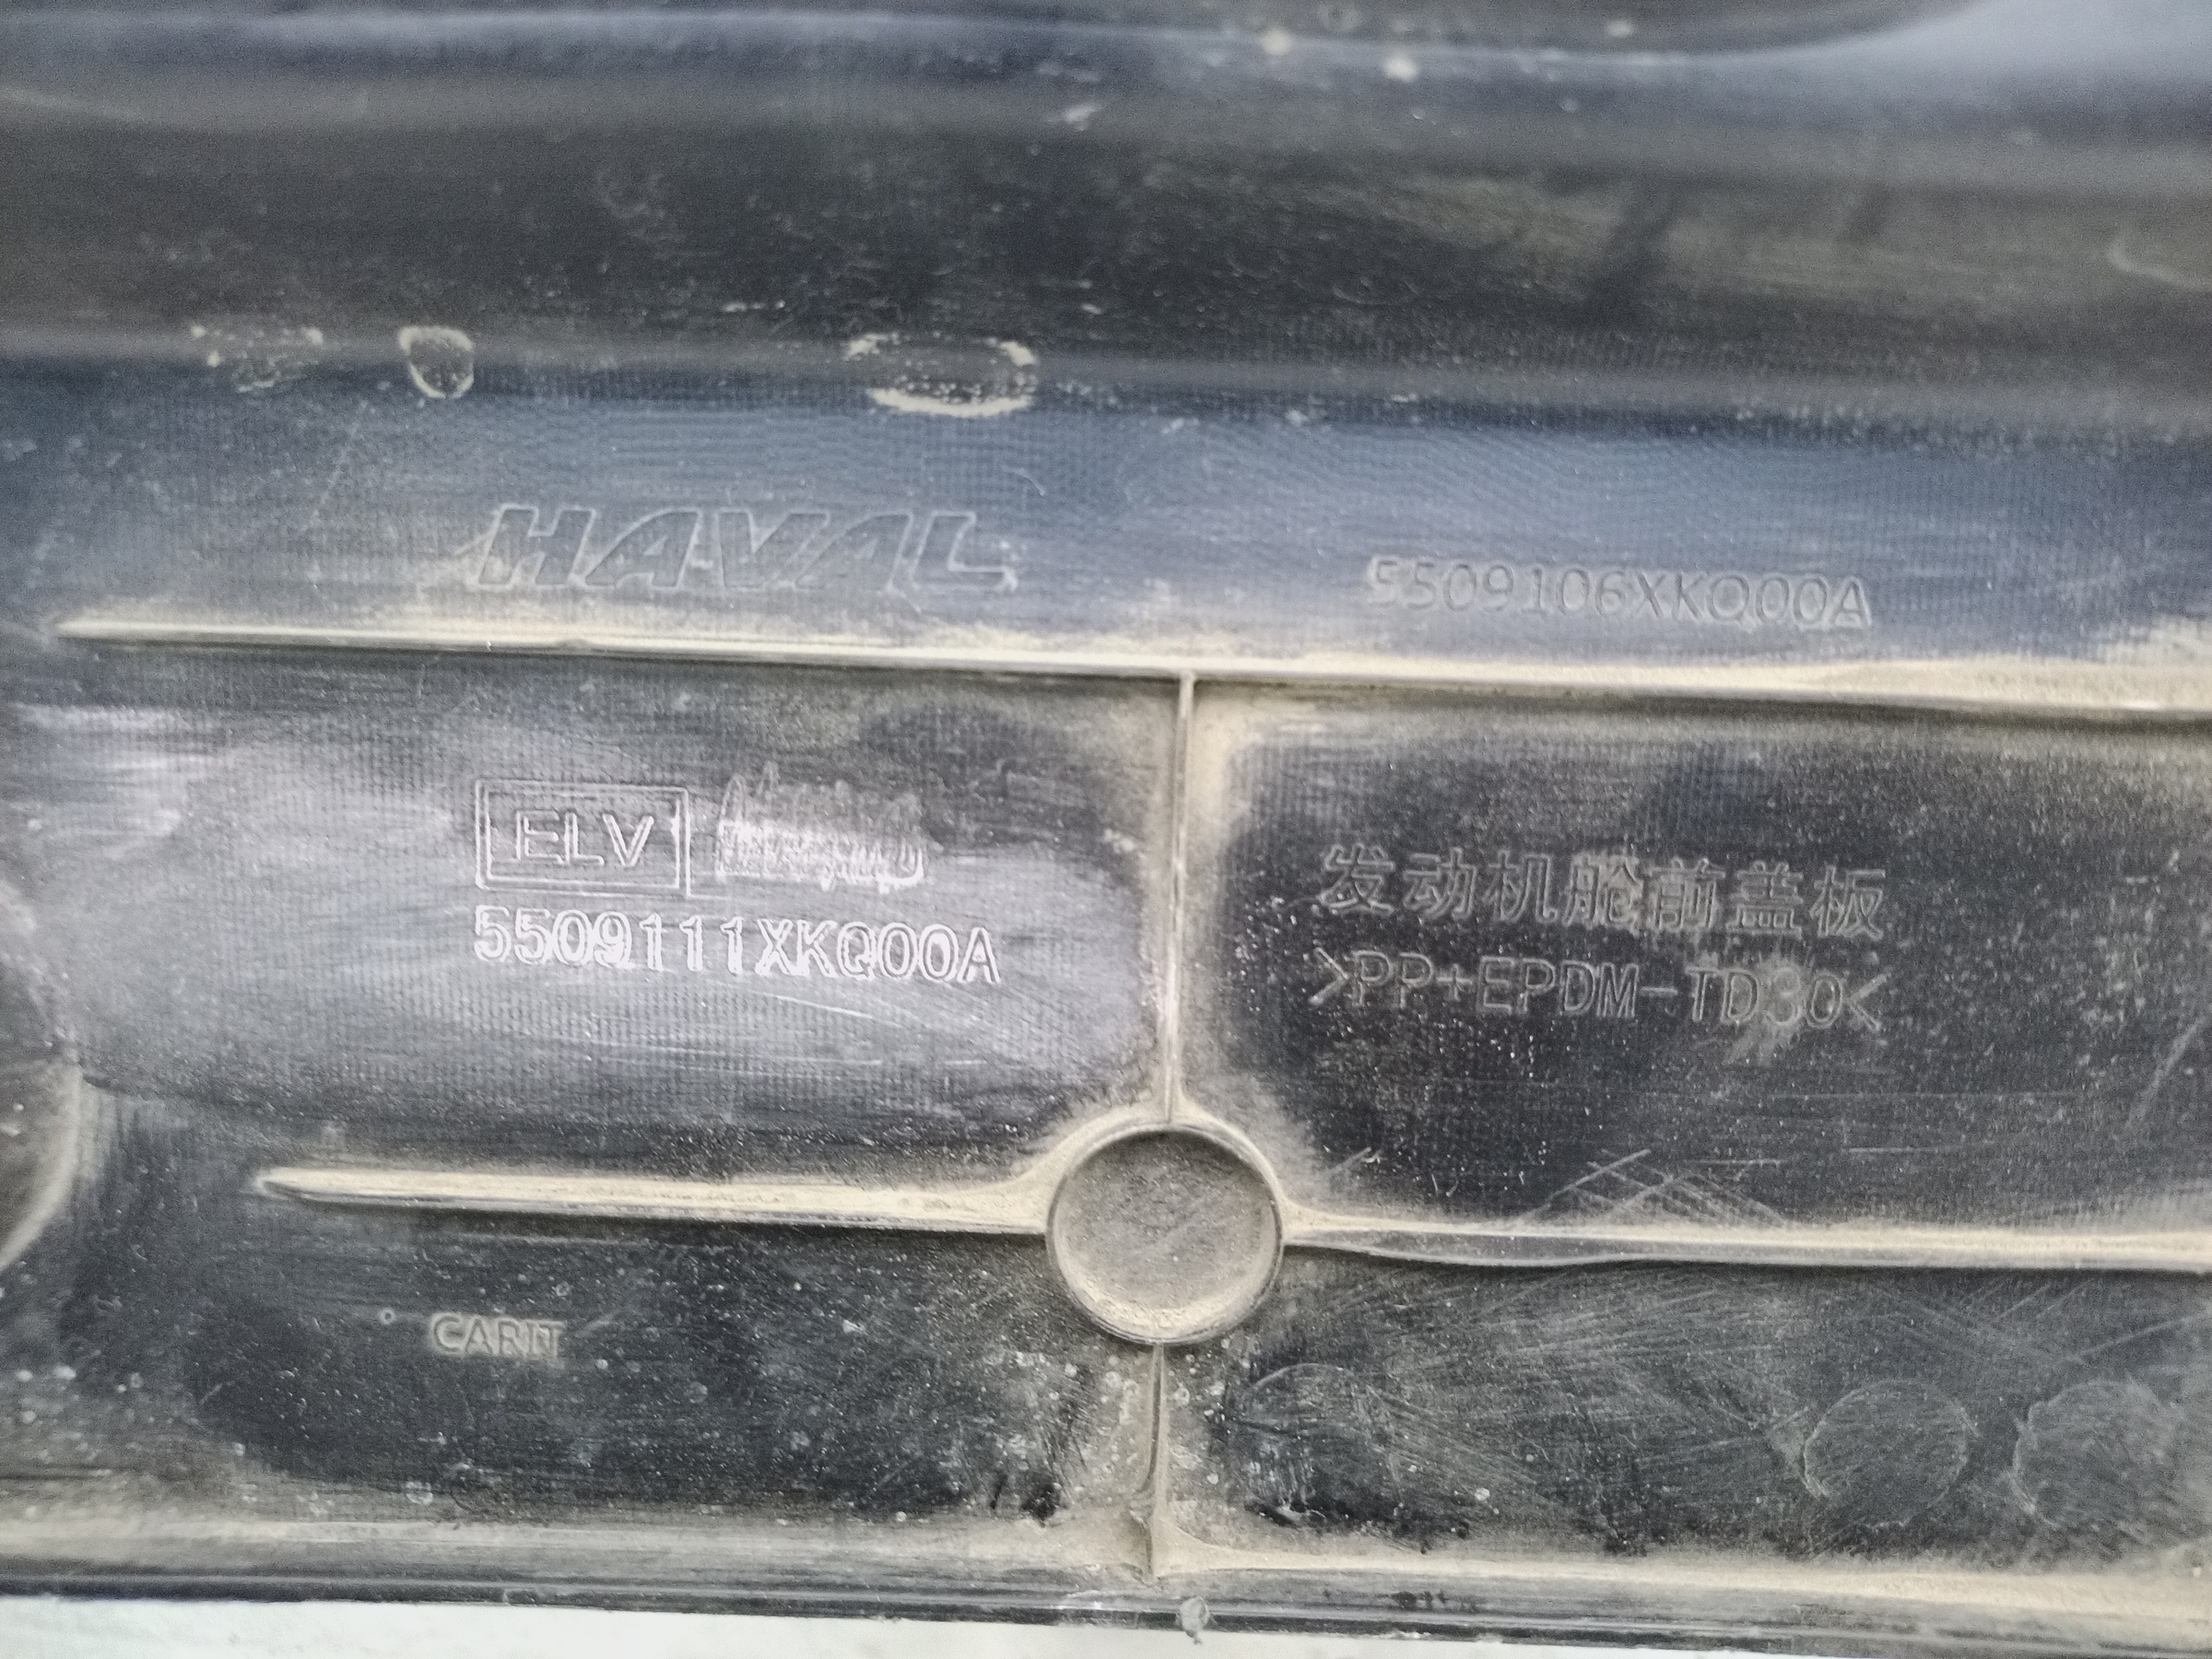 HAVAL
5509106XKQ00A
ELV
5509111XKQ00A
发动机舱前盖板
>PP+EPDM-TD30<
CARIT